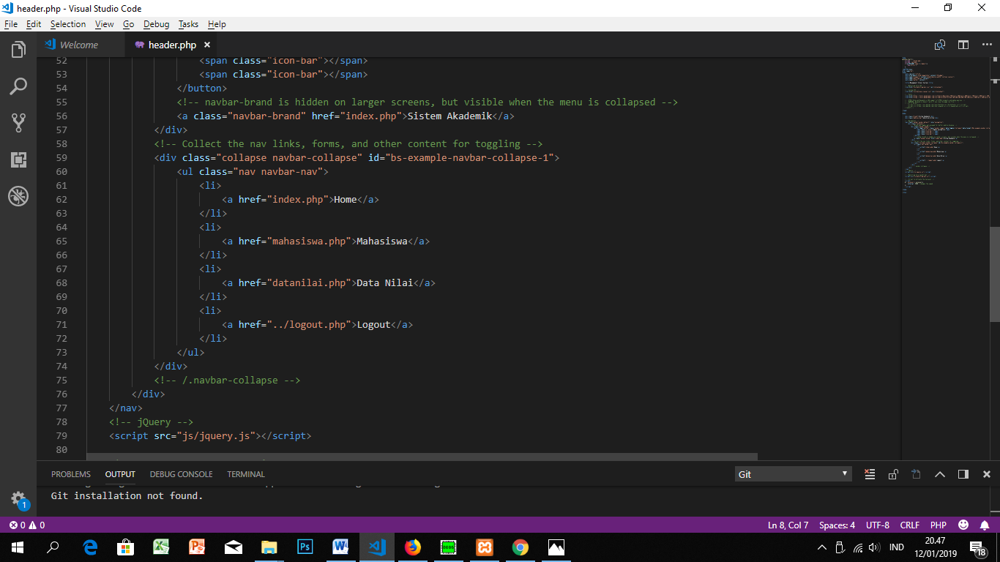 header.php - Visual Studio Code
File Edit Selection View Go Debug Tasks Help
Welcome header.php
52 <span class="icon-bar"></span>
53 <span class="icon-bar"></span>
54 </button>
55 <!-- navbar-brand is hidden on larger screens, but visible when the menu is collapsed -->
56 <a class="navbar-brand" href="index.php">Sistem Akademik</a>
57 </div>
58 <!-- Collect the nav links, forms, and other content for toggling -->
59 <div class="collapse navbar-collapse" id="bs-example-navbar-collapse-1">
60 <ul class="nav navbar-nav">
61 <li>
62 <a href="index.php">Home</a>
63 </li>
64 <li>
65 <a href="mahasiswa.php">Mahasiswa</a>
66 </li>
67 <li>
68 <a href="datanilai.php">Data Nilai</a>
69 </li>
70 <li>
71 <a href="../logout.php">Logout</a>
72 </li>
73 </ul>
74 </div>
75 <!-- /.navbar-collapse -->
76 </div>
77 </nav>
78 <!-- jQuery -->
79 <script src="js/jquery.js"></script>
80
PROBLEMS OUTPUT DEBUG CONSOLE TERMINAL Git
Git installation not found.
1
0 0 Ln 8, Col 7 Spaces: 4 UTF-8 CRLF PHP
IND 20.47
12/01/2019 18